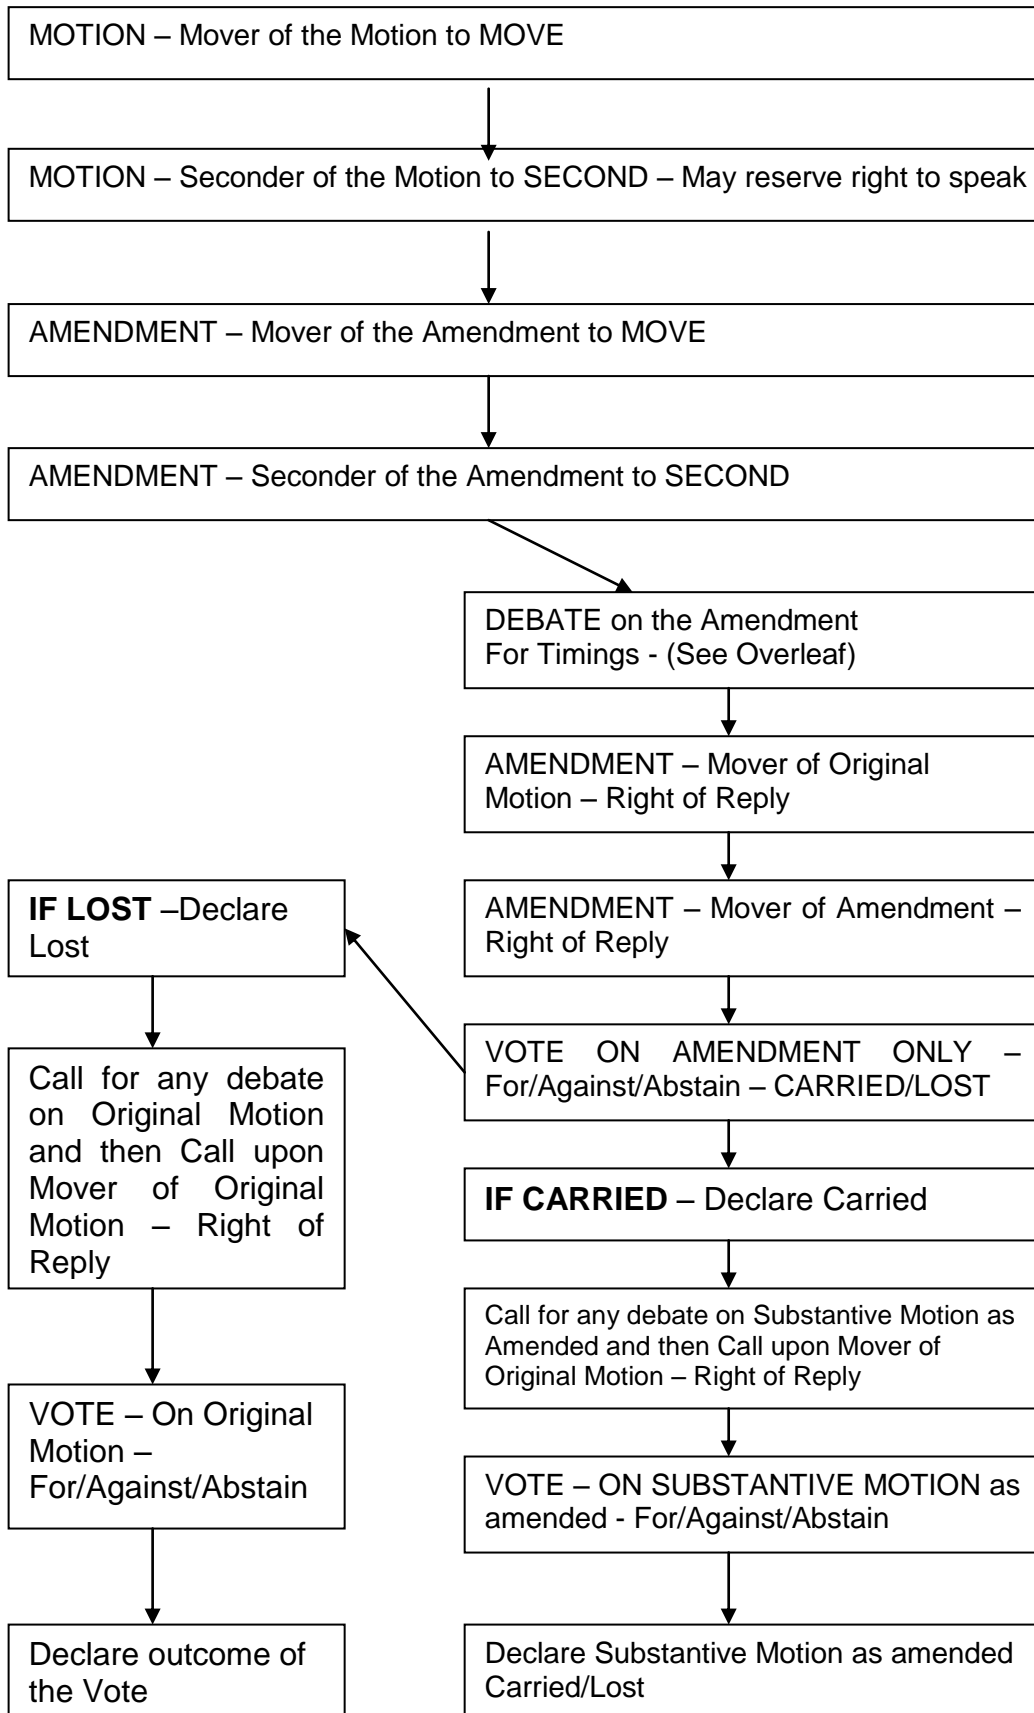 MOTION – Mover of the Motion to MOVE
MOTION – Seconder of the Motion to SECOND – May reserve right to speak
AMENDMENT – Mover of the Amendment to MOVE
AMENDMENT – Seconder of the Amendment to SECOND
DEBATE on the Amendment
For Timings - (See Overleaf)
AMENDMENT – Mover of Original
Motion – Right of Reply
AMENDMENT – Mover of Amendment –
Right of Reply
VOTE ON AMENDMENT ONLY –
For/Against/Abstain – CARRIED/LOST
IF LOST –Declare
Lost
Call for any debate
on Original Motion
and then Call upon
Mover of Original
Motion – Right of
Reply
VOTE – On Original
Motion –
For/Against/Abstain
Declare outcome of
the Vote
IF CARRIED – Declare Carried
Call for any debate on Substantive Motion as
Amended and then Call upon Mover of
Original Motion – Right of Reply
VOTE – ON SUBSTANTIVE MOTION as
amended - For/Against/Abstain
Declare Substantive Motion as amended
Carried/Lost